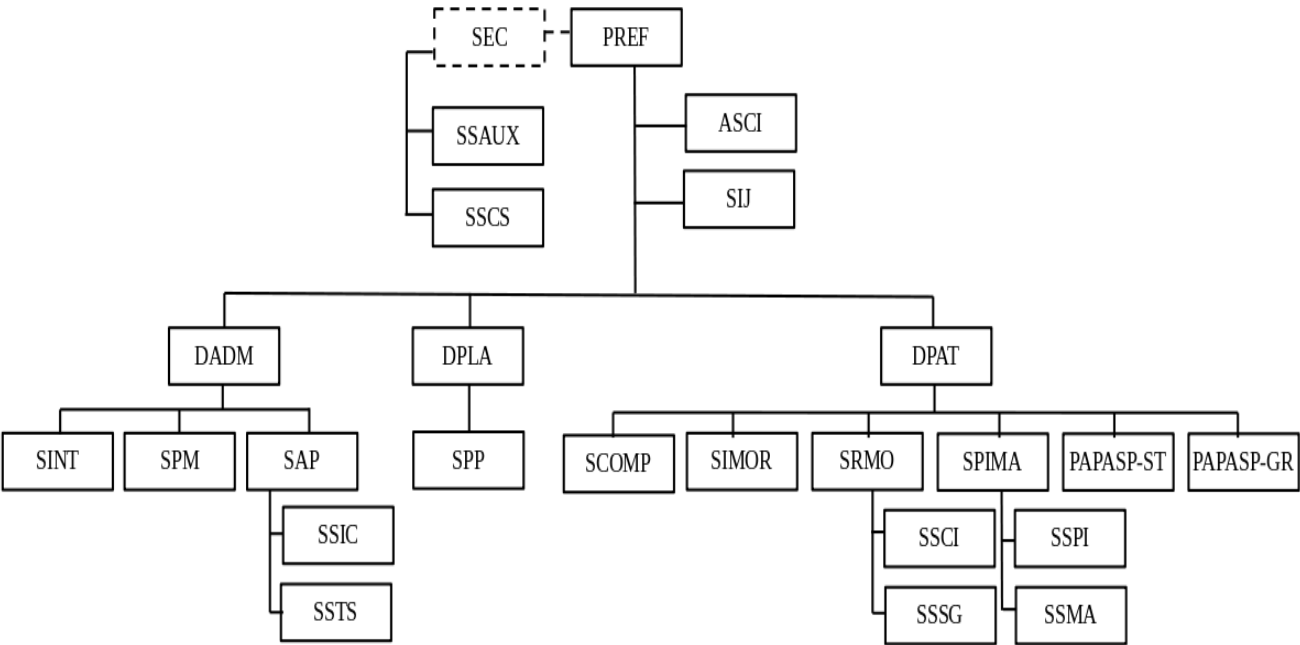 SEC
PREF
SSAUX
ASCI
SSCS
SIJ
DADM
DPLA
DPAT
SINT
SPM
SAP
SPP
SCOMP
SIMOR
SRMO
SPIMA
PAPASP-ST
PAPASP-GR
SSIC
SSTS
SSCI
SSPI
SSSG
SSMA